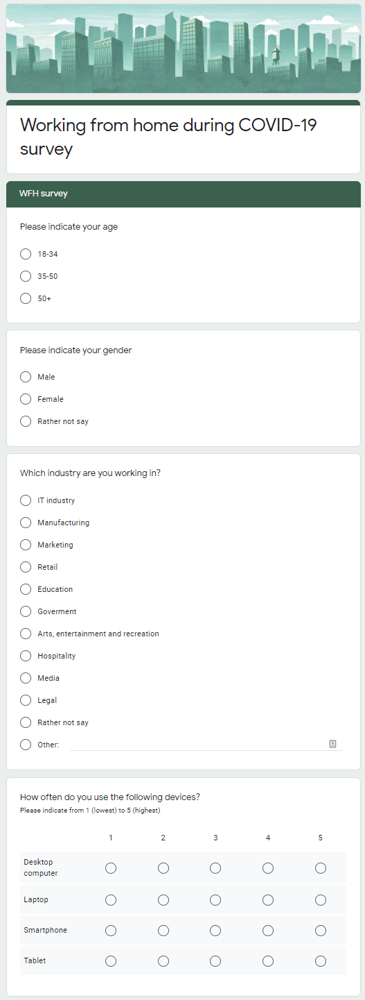 Working from home during COVID-19
survey
WFH survey
Please indicate your age
18-34
35-50
50+
Please indicate your gender
Male
Female
Rather not say
Which industry are you working in?
IT industry
Manufacturing
Marketing
Retail
Education
Goverment
Arts, entertainment and recreation
Hospitality
Media
Legal
Rather not say
Other:
How often do you use the following devices?
Please indicate from 1 (lowest) to 5 (highest)
1 2 3 4 5
Desktop
computer
Laptop
Smartphone
Tablet